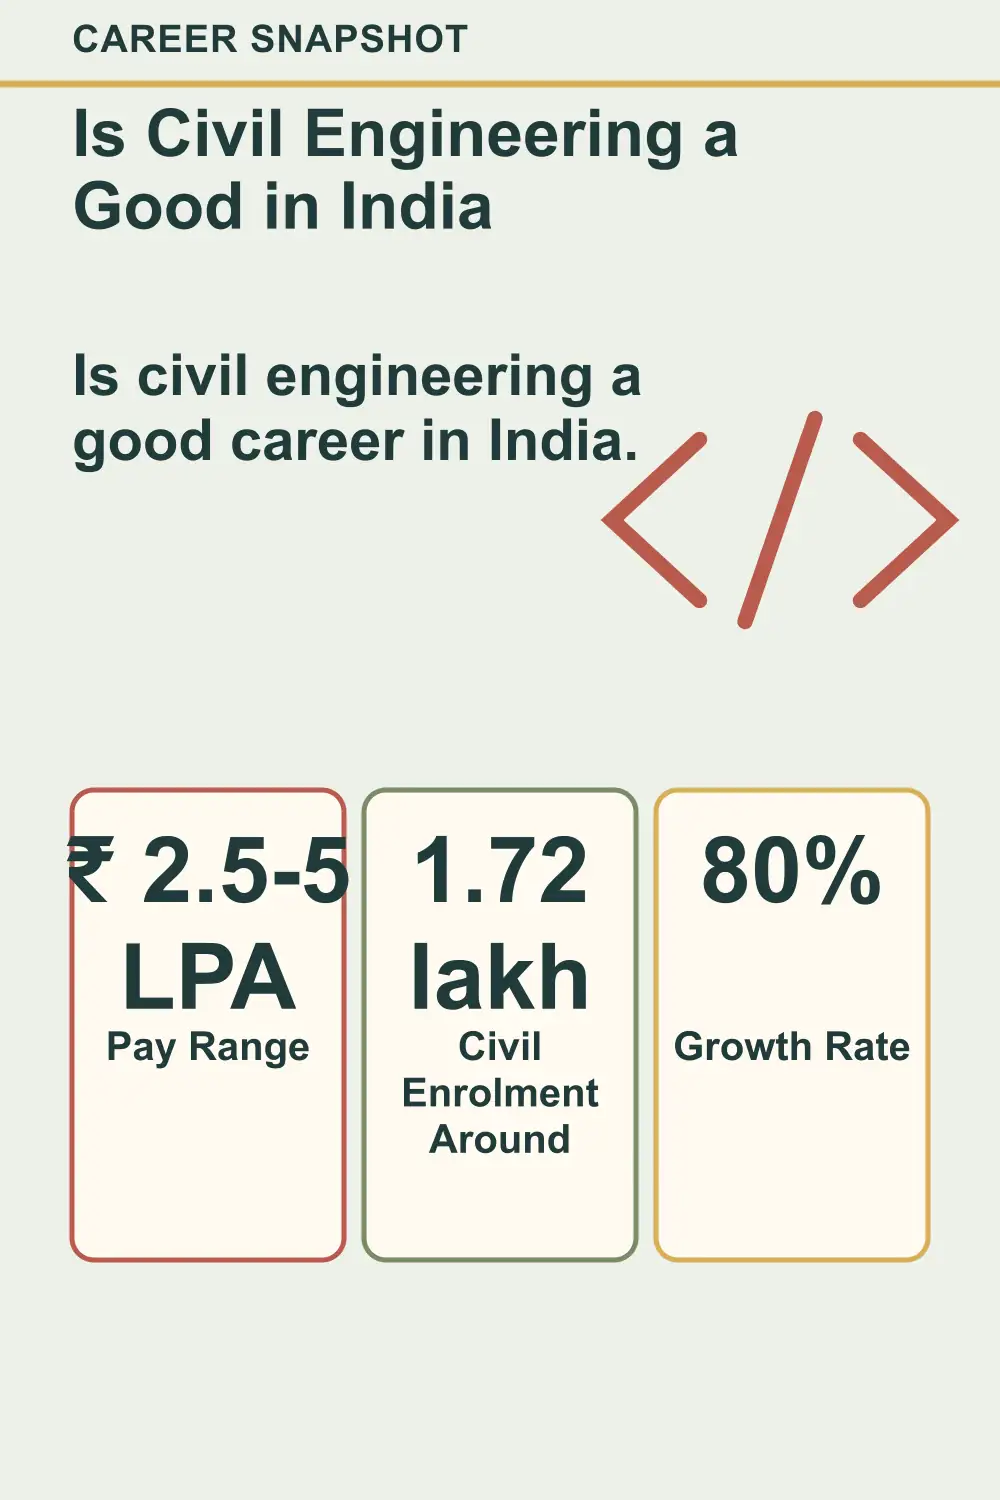 CAREER SNAPSHOT
Is Civil Engineering a
Good in India
Is civil engineering a
good career in India.
₹ 2.5-5
LPA
Pay Range
1.72
lakh
Civil
Enrolment
Around
80%
Growth Rate